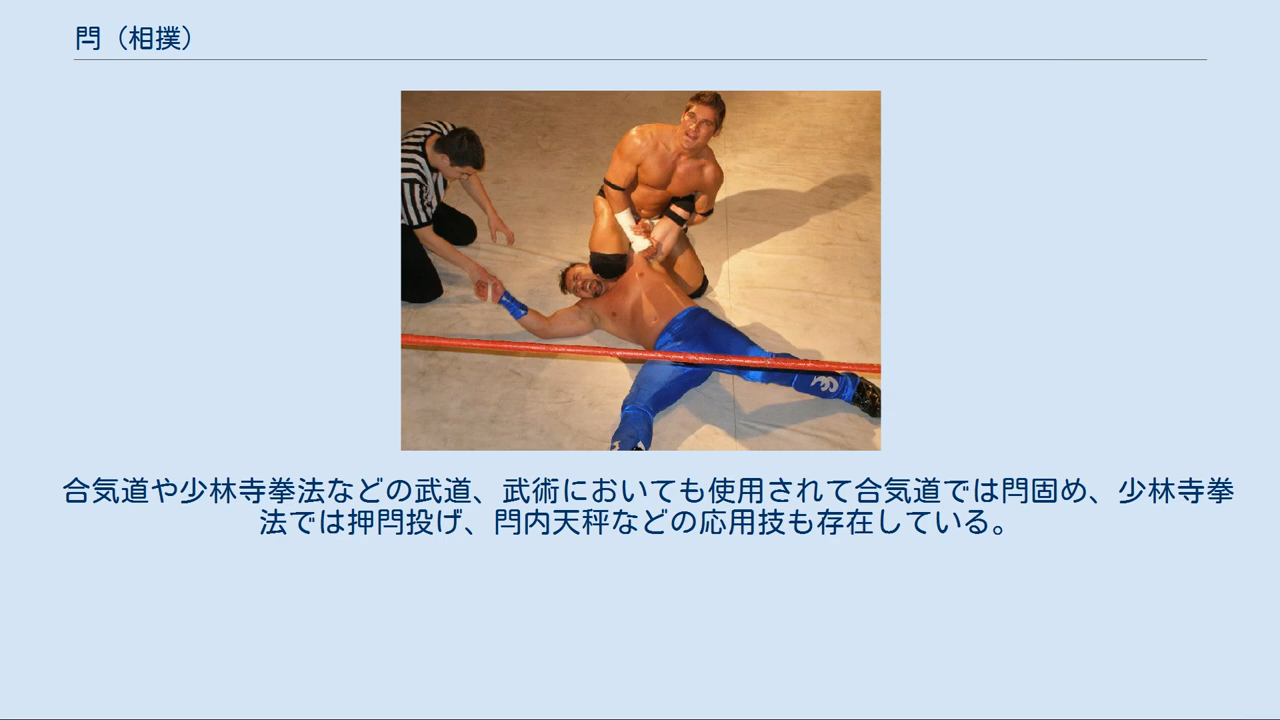 閂（相撲）
合気道や少林寺拳法などの武道、武術においても使用されて合気道では閂固め、少林寺拳
法では押閂投げ、閂内天秤などの応用技も存在している。